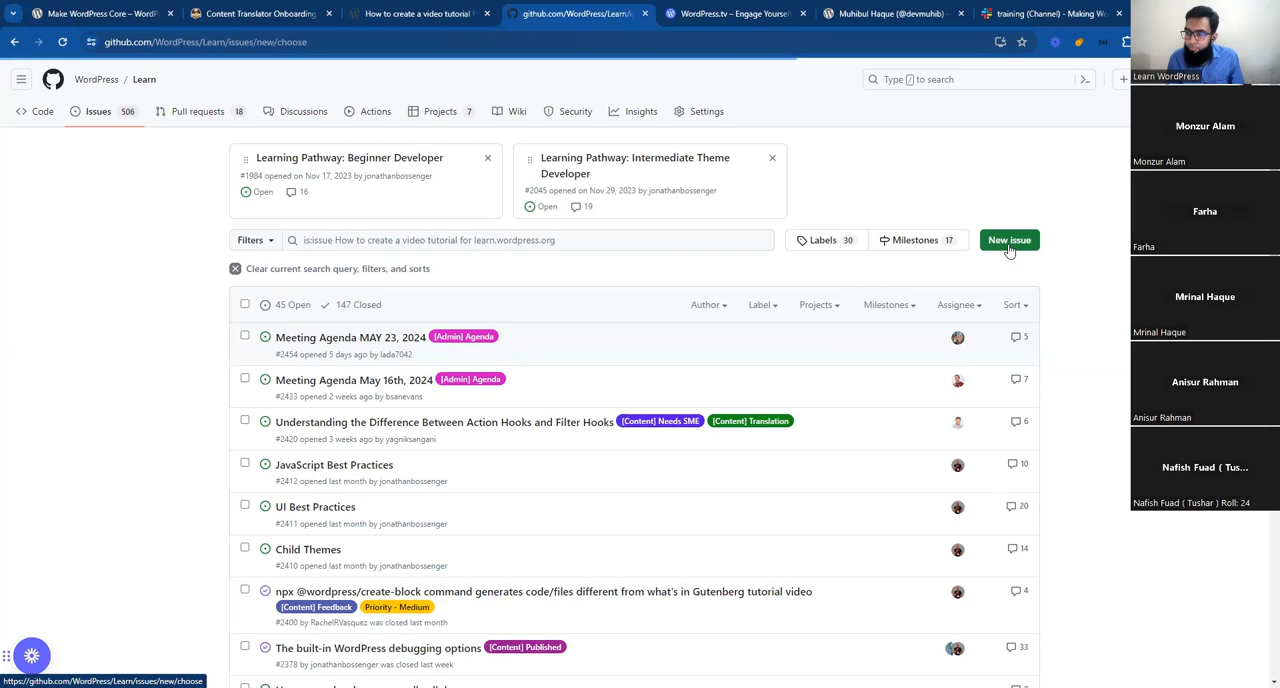 Make WordPress Core – WordP
Content Translator Onboarding
How to create a video tutorial
github.com/WordPress/Learn/is
WordPress.tv – Engage Yoursel
Muhibul Haque (@devmuhib) –
training (Channel) - Making Wo
github.com/WordPress/Learn/issues/new/choose
WordPress / Learn
Type / to search
Code
Issues 506
Pull requests 18
Discussions
Actions
Projects 7
Wiki
Security
Insights
Settings
Learning Pathway: Beginner Developer
#1984 opened on Nov 17, 2023 by jonathanbossenger
Open 16
Learning Pathway: Intermediate Theme
Developer
#2045 opened on Nov 29, 2023 by jonathanbossenger
Open 19
Filters
is:issue How to create a video tutorial for learn.wordpress.org
Labels 30
Milestones 17
New issue
Clear current search query, filters, and sorts
45 Open 147 Closed
Author
Label
Projects
Milestones
Assignee
Sort
Meeting Agenda MAY 23, 2024 [Admin] Agenda 5
#2454 opened 5 days ago by lada7042
Meeting Agenda May 16th, 2024 [Admin] Agenda 7
#2433 opened 2 weeks ago by bsanevans
Understanding the Difference Between Action Hooks and Filter Hooks [Content] Needs SME [Content] Translation 6
#2420 opened 3 weeks ago by yagniksangani
JavaScript Best Practices 10
#2412 opened last month by jonathanbossenger
UI Best Practices 20
#2411 opened last month by jonathanbossenger
Child Themes 14
#2410 opened last month by jonathanbossenger
npx @wordpress/create-block command generates code/files different from what's in Gutenberg tutorial video 4
[Content] Feedback Priority - Medium
#2400 by RachelRVasquez was closed last month
The built-in WordPress debugging options [Content] Published 33
#2378 by jonathanbossenger was closed last week
https://github.com/WordPress/Learn/issues/new/choose
Learn WordPress
Monzur Alam
Monzur Alam
Farha
Farha
Mrinal Haque
Mrinal Haque
Anisur Rahman
Anisur Rahman
Nafish Fuad ( Tus...
Nafish Fuad ( Tushar ) Roll: 24